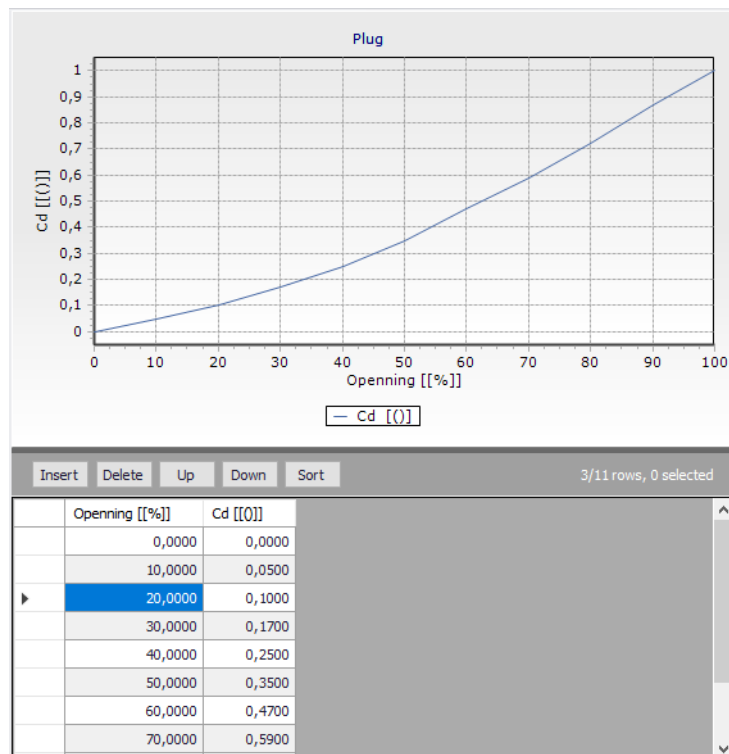 Plug
1
0,9
0,8
0,7
0,6
0,5
0,4
0,3
0,2
0,1
0
Cd [[()]
0 10 20 30 40 50 60 70 80 90 100
Openning [[%]]
Cd [()]
Insert Delete Up Down Sort 3/11 rows, 0 selected
Openning [[%]] Cd [[()]]
0,0000 0,0000
10,0000 0,0500
20,0000 0,1000
30,0000 0,1700
40,0000 0,2500
50,0000 0,3500
60,0000 0,4700
70,0000 0,5900